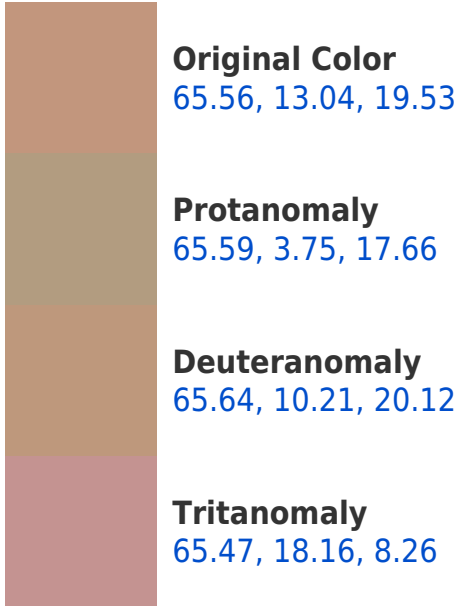 Original Color
65.56, 13.04, 19.53
Protanomaly
65.59, 3.75, 17.66
Deuteranomaly
65.64, 10.21, 20.12
Tritanomaly
65.47, 18.16, 8.26